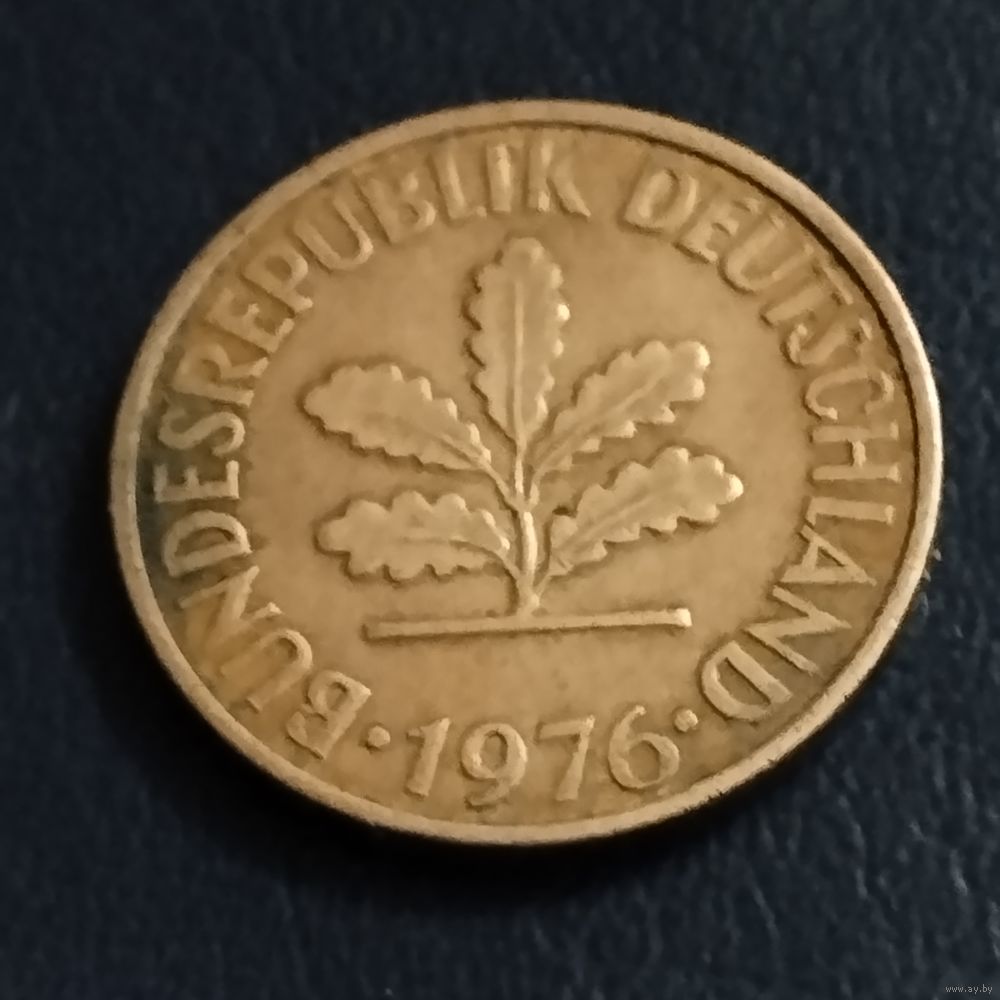 BUNDESREPUBLIK DEUTSCHLAND
· 1976 ·
www.ay.by